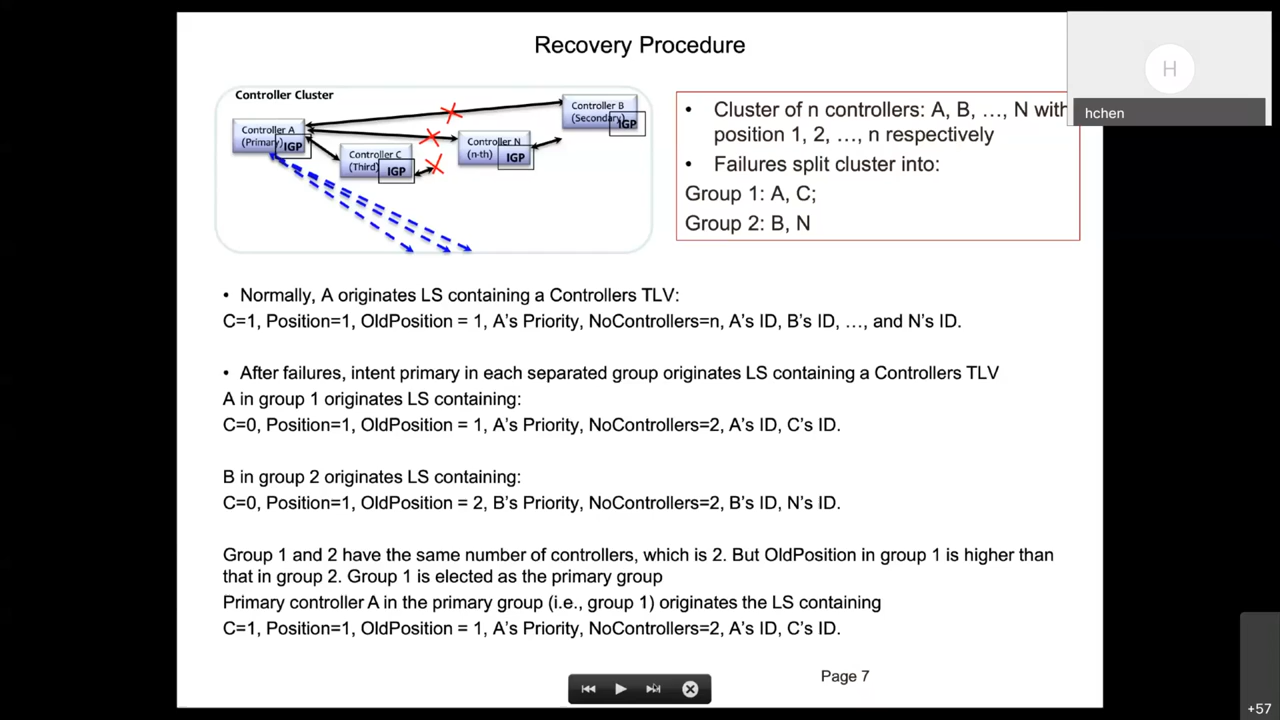 Recovery Procedure
Controller Cluster
Controller A
(Primary)
IGP
Controller C
(Third)
IGP
Controller N
(n-th)
IGP
Controller B
(Secondary)
IGP
• Cluster of n controllers: A, B, …, N with
position 1, 2, …, n respectively
• Failures split cluster into:
Group 1: A, C;
Group 2: B, N
H
hchen
• Normally, A originates LS containing a Controllers TLV:
C=1, Position=1, OldPosition = 1, A's Priority, NoControllers=n, A's ID, B's ID, …, and N's ID.
• After failures, intent primary in each separated group originates LS containing a Controllers TLV
A in group 1 originates LS containing:
C=0, Position=1, OldPosition = 1, A's Priority, NoControllers=2, A's ID, C's ID.
B in group 2 originates LS containing:
C=0, Position=1, OldPosition = 2, B's Priority, NoControllers=2, B's ID, N's ID.
Group 1 and 2 have the same number of controllers, which is 2. But OldPosition in group 1 is higher than
that in group 2. Group 1 is elected as the primary group
Primary controller A in the primary group (i.e., group 1) originates the LS containing
C=1, Position=1, OldPosition = 1, A's Priority, NoControllers=2, A's ID, C's ID.
Page 7
+57